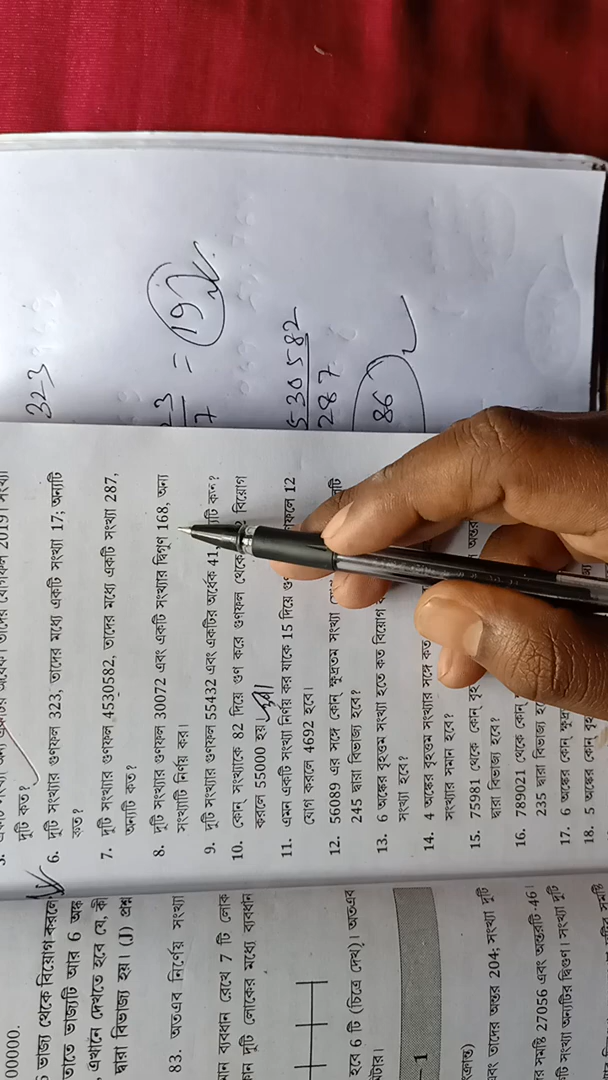 00000.
ভাজ্য থেকে বিয়োগ করলে
তাতে ভাজ্যটি আর 6 অঙ্ক
, এখানে দেখাতে হবে যে, কী
দ্বারা বিভাজ্য হয়। (J) প্রশ্ন
83. অতএব নির্ণেয় সংখ্যা
মান ব্যবধান রেখে 7 টি লোক
কোন দুটি লোকের মধ্যে ব্যবধান
হবে 6 টি (চিত্রে দেখ)। অতএব
মিটার।
1
এবং তাদের অন্তর 204; সংখ্যা দুটি
র সমষ্টি 27056 এবং অন্তরটি 46।
টি সংখ্যা অন্যটির দ্বিগুণ। সংখ্যা দুটি
দুটি কত?
6. দুটি সংখ্যার গুণফল 323, তাদের মধ্যে একটি সংখ্যা 17; অন্যটি
কত?
7. দুটি সংখ্যার গুণফল 4530582, তাদের মধ্যে একটি সংখ্যা 287,
অন্যটি কত?
8. দুটি সংখ্যার গুণফল 30072 এবং একটি সংখ্যার দ্বিগুণ 168, অন্য
সংখ্যাটি নির্ণয় কর।
9. দুটি সংখ্যার গুণফল 55432 এবং একটির অর্ধেক 41, কত?
10. কোন সংখ্যাকে 82 দিয়ে গুণ করে গুণফল থেকে বিয়োগ
করলে 55000 হয়।
11. এমন একটি সংখ্যা নির্ণয় কর যাকে 15 দিয়ে 12
যোগ করলে 4692 হবে।
12. 56089 এর সঙ্গে কোন্ ক্ষুদ্রতম সংখ্যা
245 দ্বারা বিভাজ্য হবে?
13. 6 অঙ্কের বৃহত্তম সংখ্যা হতে কত বিয়োগ
সংখ্যা হবে?
14. 4 অঙ্কের বৃহত্তম সংখ্যার সঙ্গে কত
সংখ্যার সমান হবে?
15. 75981 থেকে কোন্
দ্বারা বিভাজ্য হবে?
16. 789021 থেকে কোন্
235 দ্বারা বিভাজ্য
17. 6 অঙ্কের কোন্
18. 5 অঙ্কের কোন্
323
7
= 19
530582
287
86